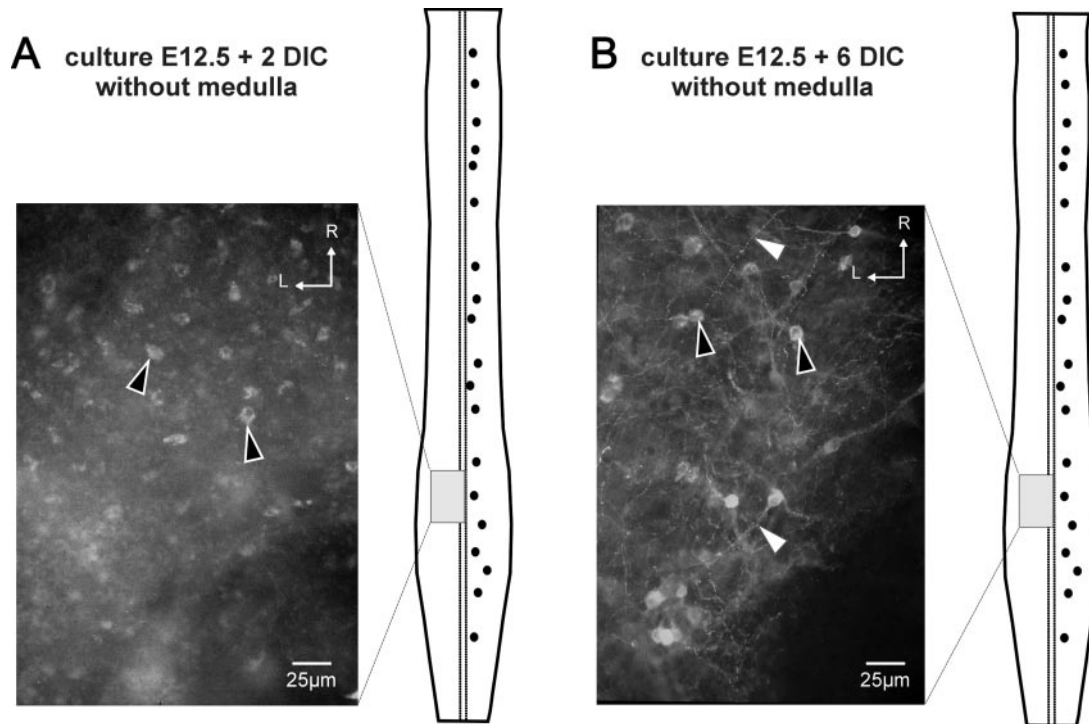 A
culture E12.5 + 2 DIC
without medulla
R
L
25µm
B
culture E12.5 + 6 DIC
without medulla
R
L
25µm